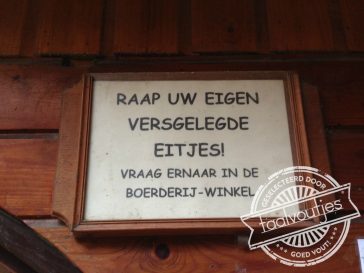 RAAP UW EIGEN
VERSGELEGDE
EITJES!
VRAAG ERNAAR IN DE
BOERDERIJ-WINKEL
GESELECTEERD DOOR
taalvoutjes
GOED VOUT!